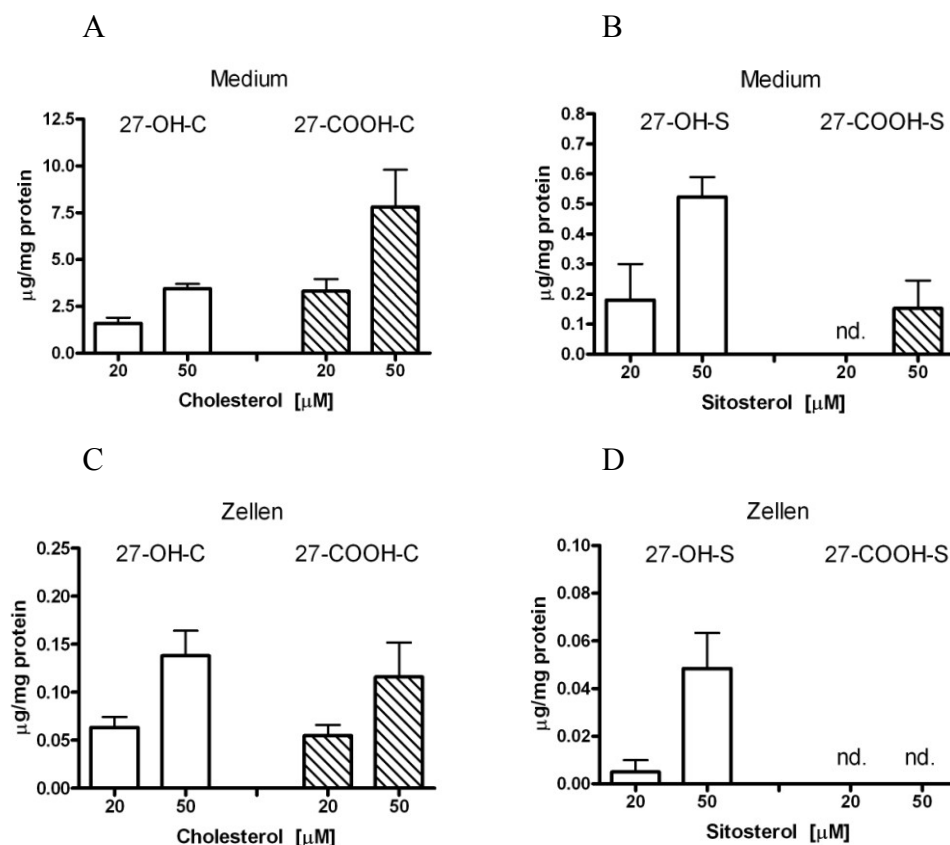 A
Medium
27-OH-C 27-COOH-C
12.5
10.0
7.5
5.0
2.5
0.0
μg/mg protein
20 50 20 50
Cholesterol [μM]
B
Medium
27-OH-S 27-COOH-S
0.8
0.7
0.6
0.5
0.4
0.3
0.2
0.1
0.0
μg/mg protein
nd.
20 50 20 50
Sitosterol [μM]
C
Zellen
27-OH-C 27-COOH-C
0.25
0.20
0.15
0.10
0.05
0.00
μg/mg protein
20 50 20 50
Cholesterol [μM]
D
Zellen
27-OH-S 27-COOH-S
0.10
0.08
0.06
0.04
0.02
0.00
μg/mg protein
nd. nd.
20 50 20 50
Sitosterol [μM]